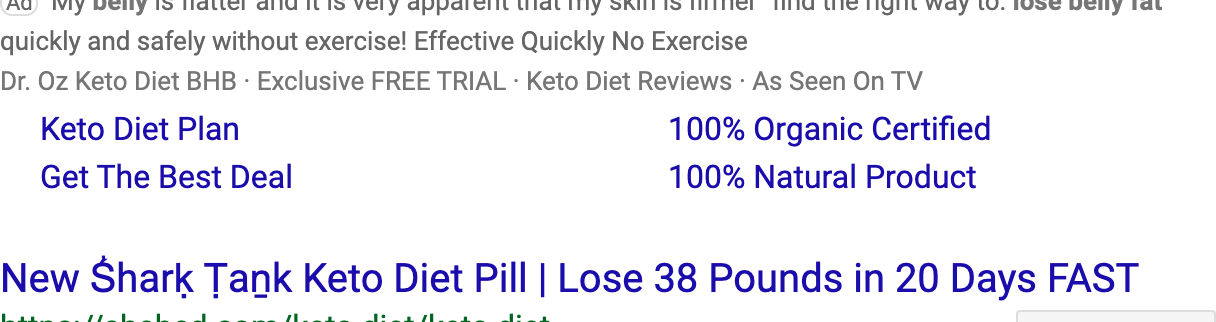 Ad My belly is flatter and it is very apparent that my skin is firmer" find the right way to: lose belly fat
quickly and safely without exercise! Effective Quickly No Exercise
Dr. Oz Keto Diet BHB · Exclusive FREE TRIAL · Keto Diet Reviews · As Seen On TV
Keto Diet Plan 100% Organic Certified
Get The Best Deal 100% Natural Product
New Ṥharķ Ṭaṉk Keto Diet Pill | Lose 38 Pounds in 20 Days FAST